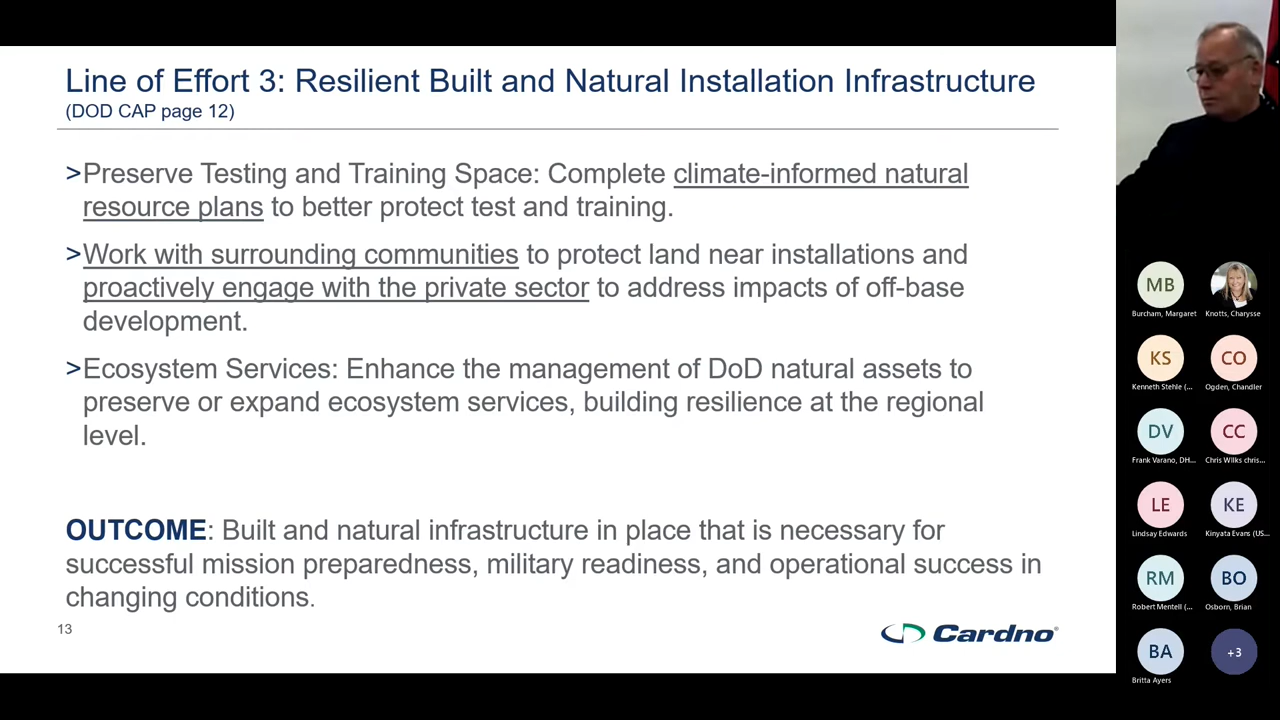 Line of Effort 3: Resilient Built and Natural Installation Infrastructure
(DOD CAP page 12)
>Preserve Testing and Training Space: Complete climate-informed natural
resource plans to better protect test and training.
>Work with surrounding communities to protect land near installations and
proactively engage with the private sector to address impacts of off-base
development.
>Ecosystem Services: Enhance the management of DoD natural assets to
preserve or expand ecosystem services, building resilience at the regional
level.
OUTCOME: Built and natural infrastructure in place that is necessary for
successful mission preparedness, military readiness, and operational success in
changing conditions.
13
Cardno®
MB
Burcham, Margaret
Knotts, Charysse
KS
Kenneth Stehle (...
CO
Ogden, Chandler
DV
Frank Varano, DH...
CC
Chris Wilks chris...
LE
Lindsay Edwards
KE
Kinyata Evans (US...
RM
Robert Mentell (...
BO
Osborn, Brian
BA
Britta Ayers
+3